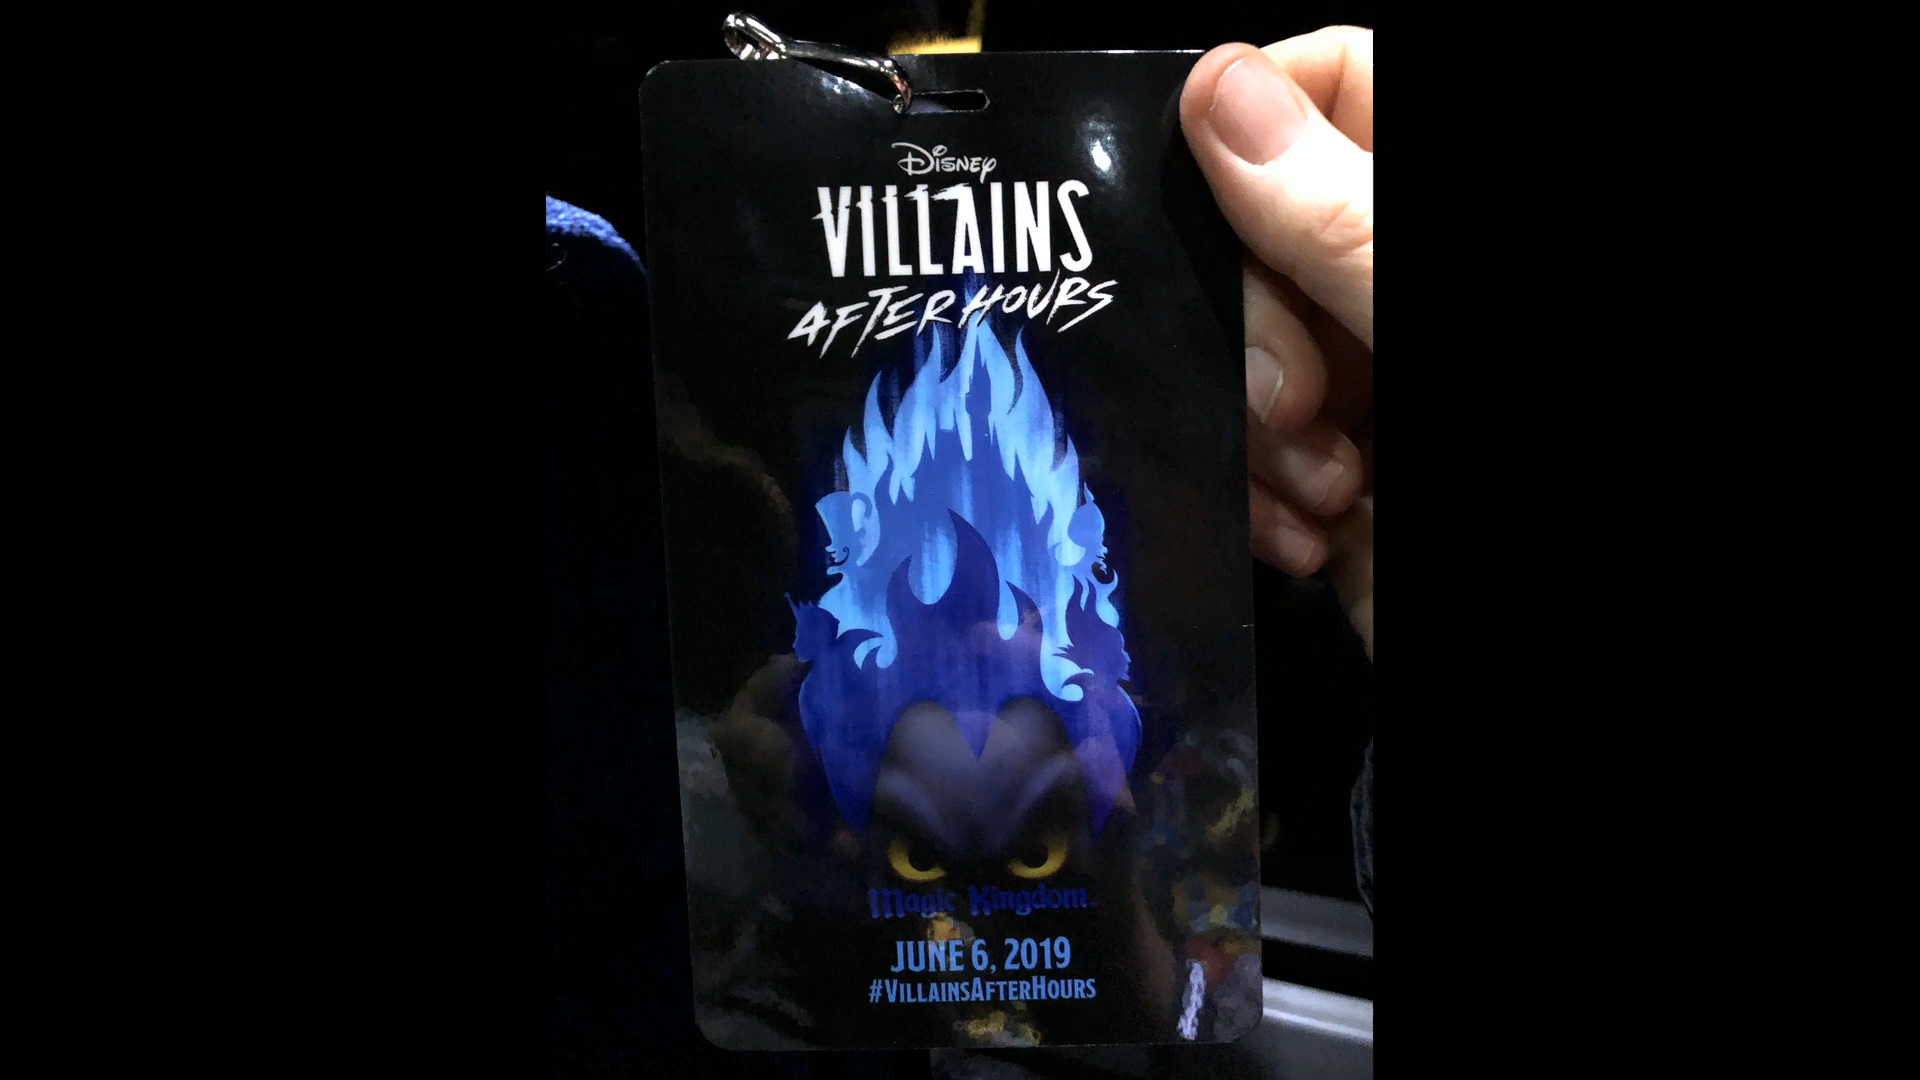 Disney
VILLAINS
AFTER HOURS
Magic Kingdom
JUNE 6, 2019
#VILLAINSAFTERHOURS